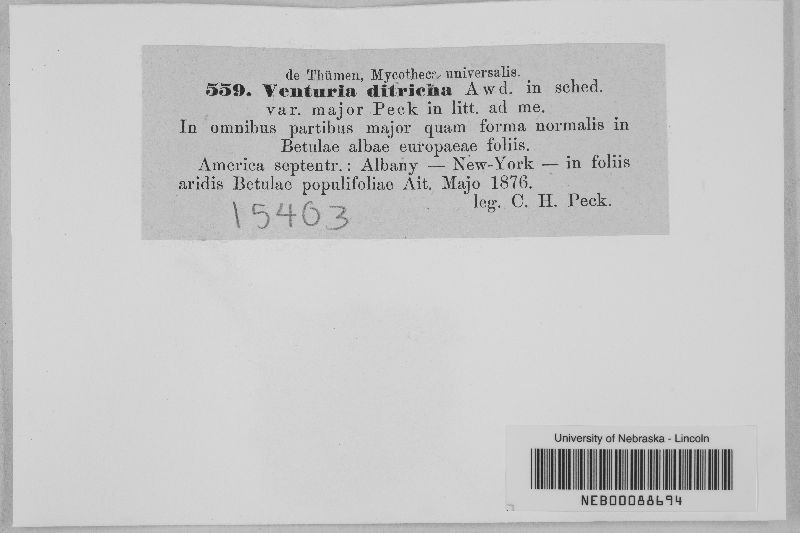 de Thümen, Mycotheca universalis.
559. Venturia ditricha Awd. in sched.
var. major Peck in litt. ad me.
In omnibus partibus major quam forma normalis in
Betulae albae europaeae foliis.
America septentr.: Albany — New-York — in foliis
aridis Betulae populifoliae Ait. Majo 1876.
leg. C. H. Peck.
15403
University of Nebraska - Lincoln
NEB00088694